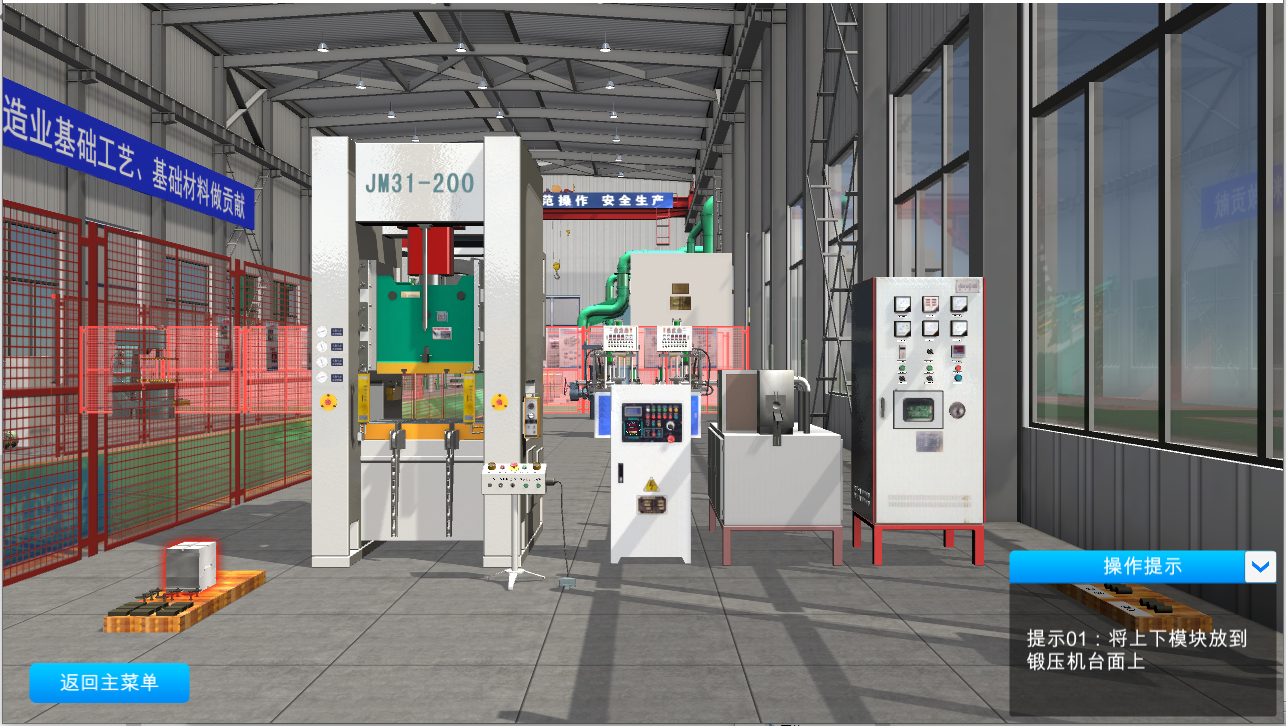 造业基础工艺、基础材料做贡献
JM31-200
范操作 安全生产
操作提示
提示01：将上下模块放到
锻压机台面上
返回主菜单